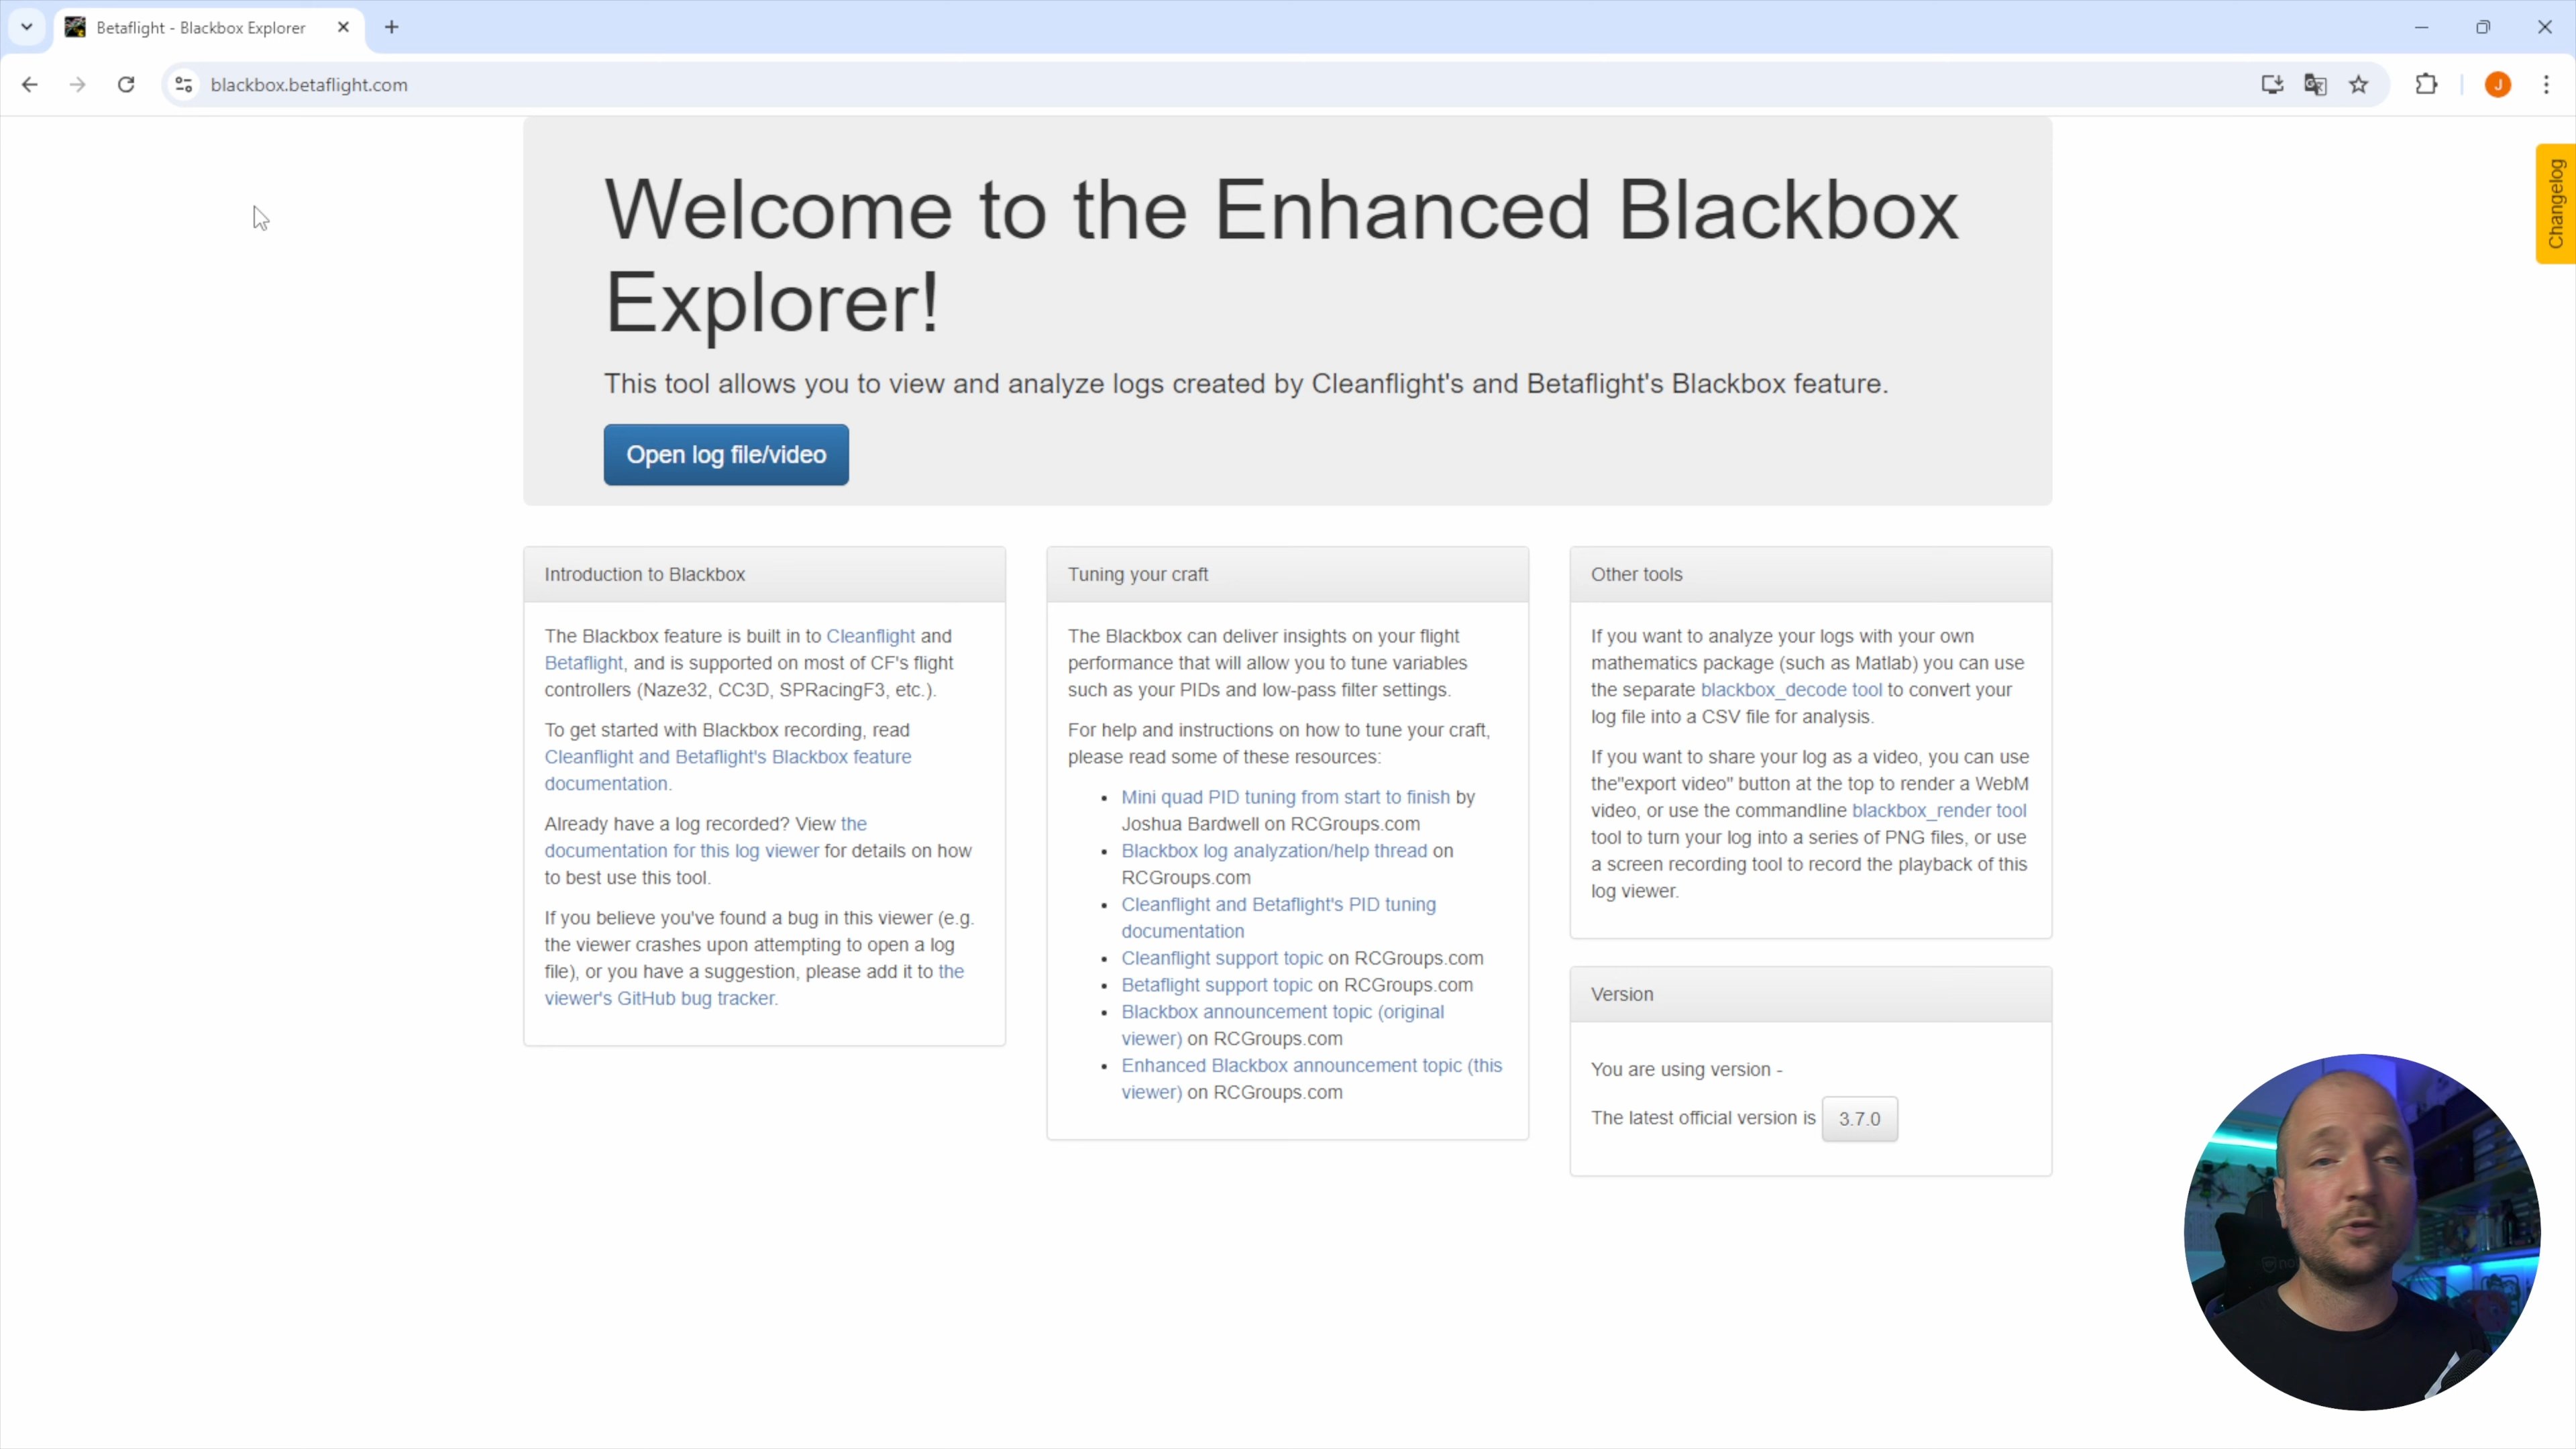 Betaflight - Blackbox Explorer
blackbox.betaflight.com
J
Changelog
Welcome to the Enhanced Blackbox
Explorer!
This tool allows you to view and analyze logs created by Cleanflight's and Betaflight's Blackbox feature.
Open log file/video
Introduction to Blackbox
The Blackbox feature is built in to Cleanflight and
Betaflight, and is supported on most of CF's flight
controllers (Naze32, CC3D, SPRacingF3, etc.).
To get started with Blackbox recording, read
Cleanflight and Betaflight's Blackbox feature
documentation.
Already have a log recorded? View the
documentation for this log viewer for details on how
to best use this tool.
If you believe you've found a bug in this viewer (e.g.
the viewer crashes upon attempting to open a log
file), or you have a suggestion, please add it to the
viewer's GitHub bug tracker.
Tuning your craft
The Blackbox can deliver insights on your flight
performance that will allow you to tune variables
such as your PIDs and low-pass filter settings.
For help and instructions on how to tune your craft,
please read some of these resources:
• Mini quad PID tuning from start to finish by
Joshua Bardwell on RCGroups.com
• Blackbox log analyzation/help thread on
RCGroups.com
• Cleanflight and Betaflight's PID tuning
documentation
• Cleanflight support topic on RCGroups.com
• Betaflight support topic on RCGroups.com
• Blackbox announcement topic (original
viewer) on RCGroups.com
• Enhanced Blackbox announcement topic (this
viewer) on RCGroups.com
Other tools
If you want to analyze your logs with your own
mathematics package (such as Matlab) you can use
the separate blackbox_decode tool to convert your
log file into a CSV file for analysis.
If you want to share your log as a video, you can use
the"export video" button at the top to render a WebM
video, or use the commandline blackbox_render tool
tool to turn your log into a series of PNG files, or use
a screen recording tool to record the playback of this
log viewer.
Version
You are using version -
The latest official version is 3.7.0